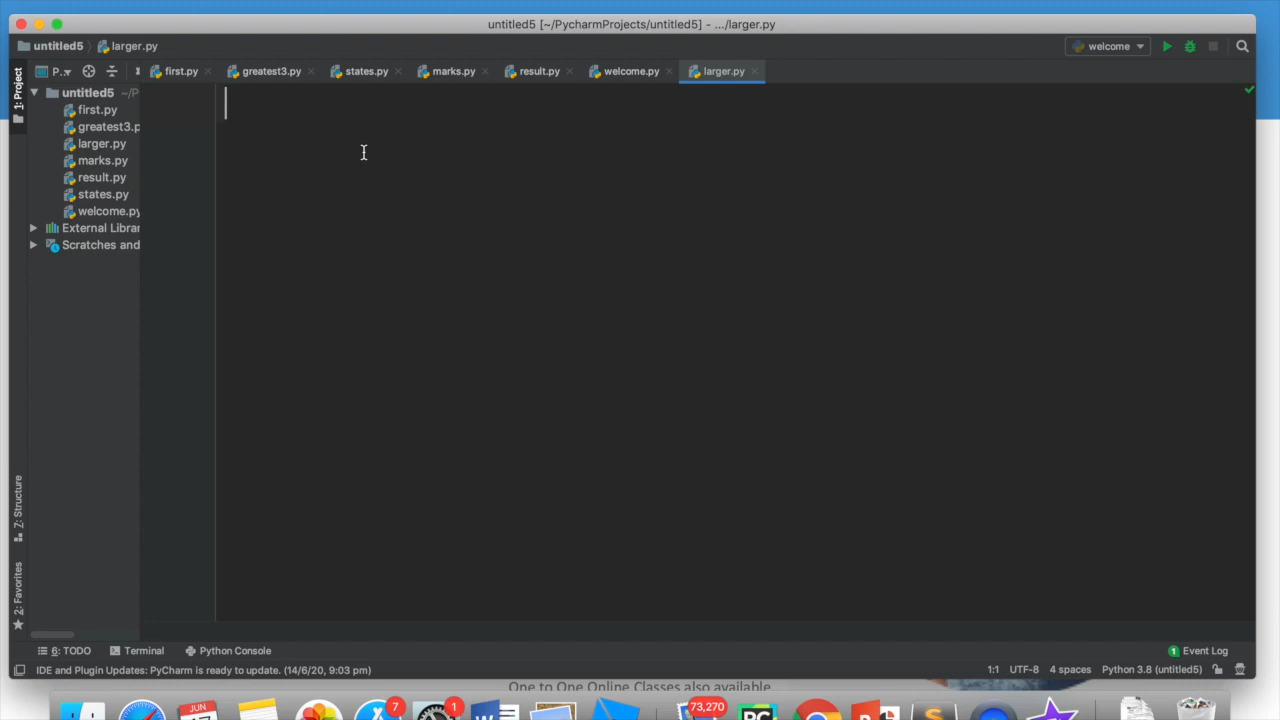 untitled5 [~/PycharmProjects/untitled5] - .../larger.py
untitled5 larger.py welcome
1: Project
P.. first.py greatest3.py states.py marks.py result.py welcome.py larger.py
untitled5 ~/P
first.py
greatest3.p
larger.py
marks.py
result.py
states.py
welcome.py
External Librar
Scratches and
Z: Structure
2: Favorites
6: TODO Terminal Python Console 1 Event Log
IDE and Plugin Updates: PyCharm is ready to update. (14/6/20, 9:03 pm) 1:1 UTF-8 4 spaces Python 3.8 (untitled5)
One to One Online Classes also available
JUN 7 1 73,270
W PC P S